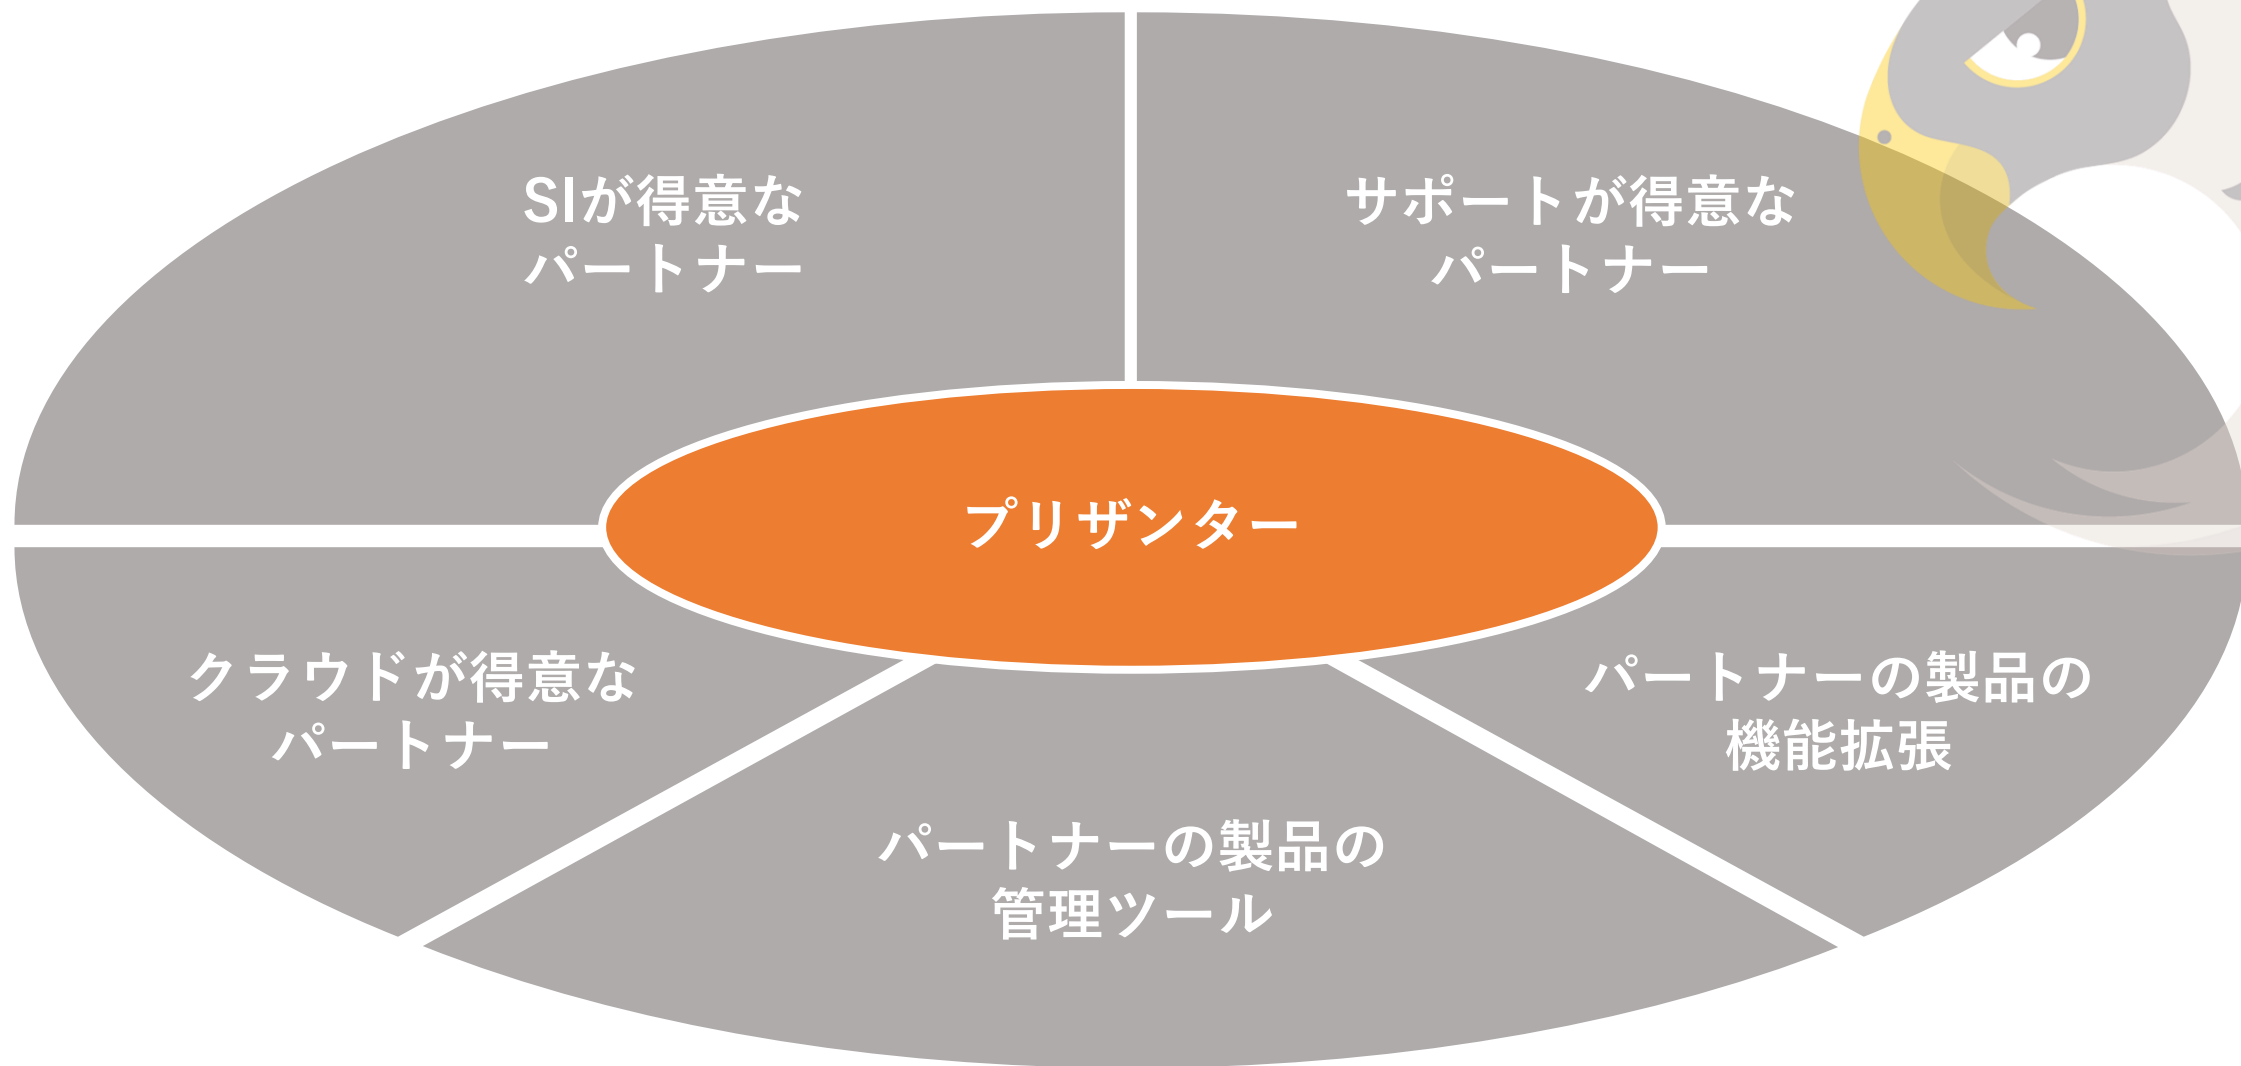 SIが得意な
パートナー
サポートが得意な
パートナー
プリザンター
クラウドが得意な
パートナー
パートナーの製品の
管理ツール
パートナーの製品の
機能拡張